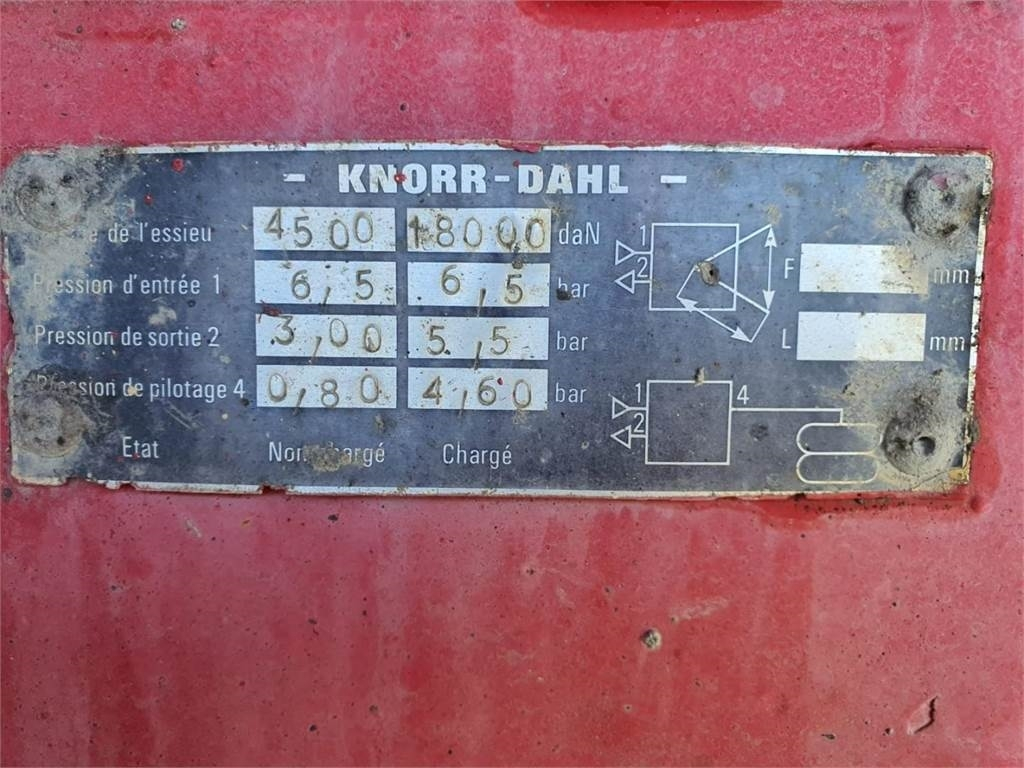 - KNORR-DAHL -
de l'essieu 4500 18000 daN
Pression d'entrée 1 6,5 6,5 bar
Pression de sortie 2 3,00 5,5 bar
Pression de pilotage 4 0,80 4,60 bar
Etat Non chargé Chargé
1
2
F mm
L mm
1 4
2